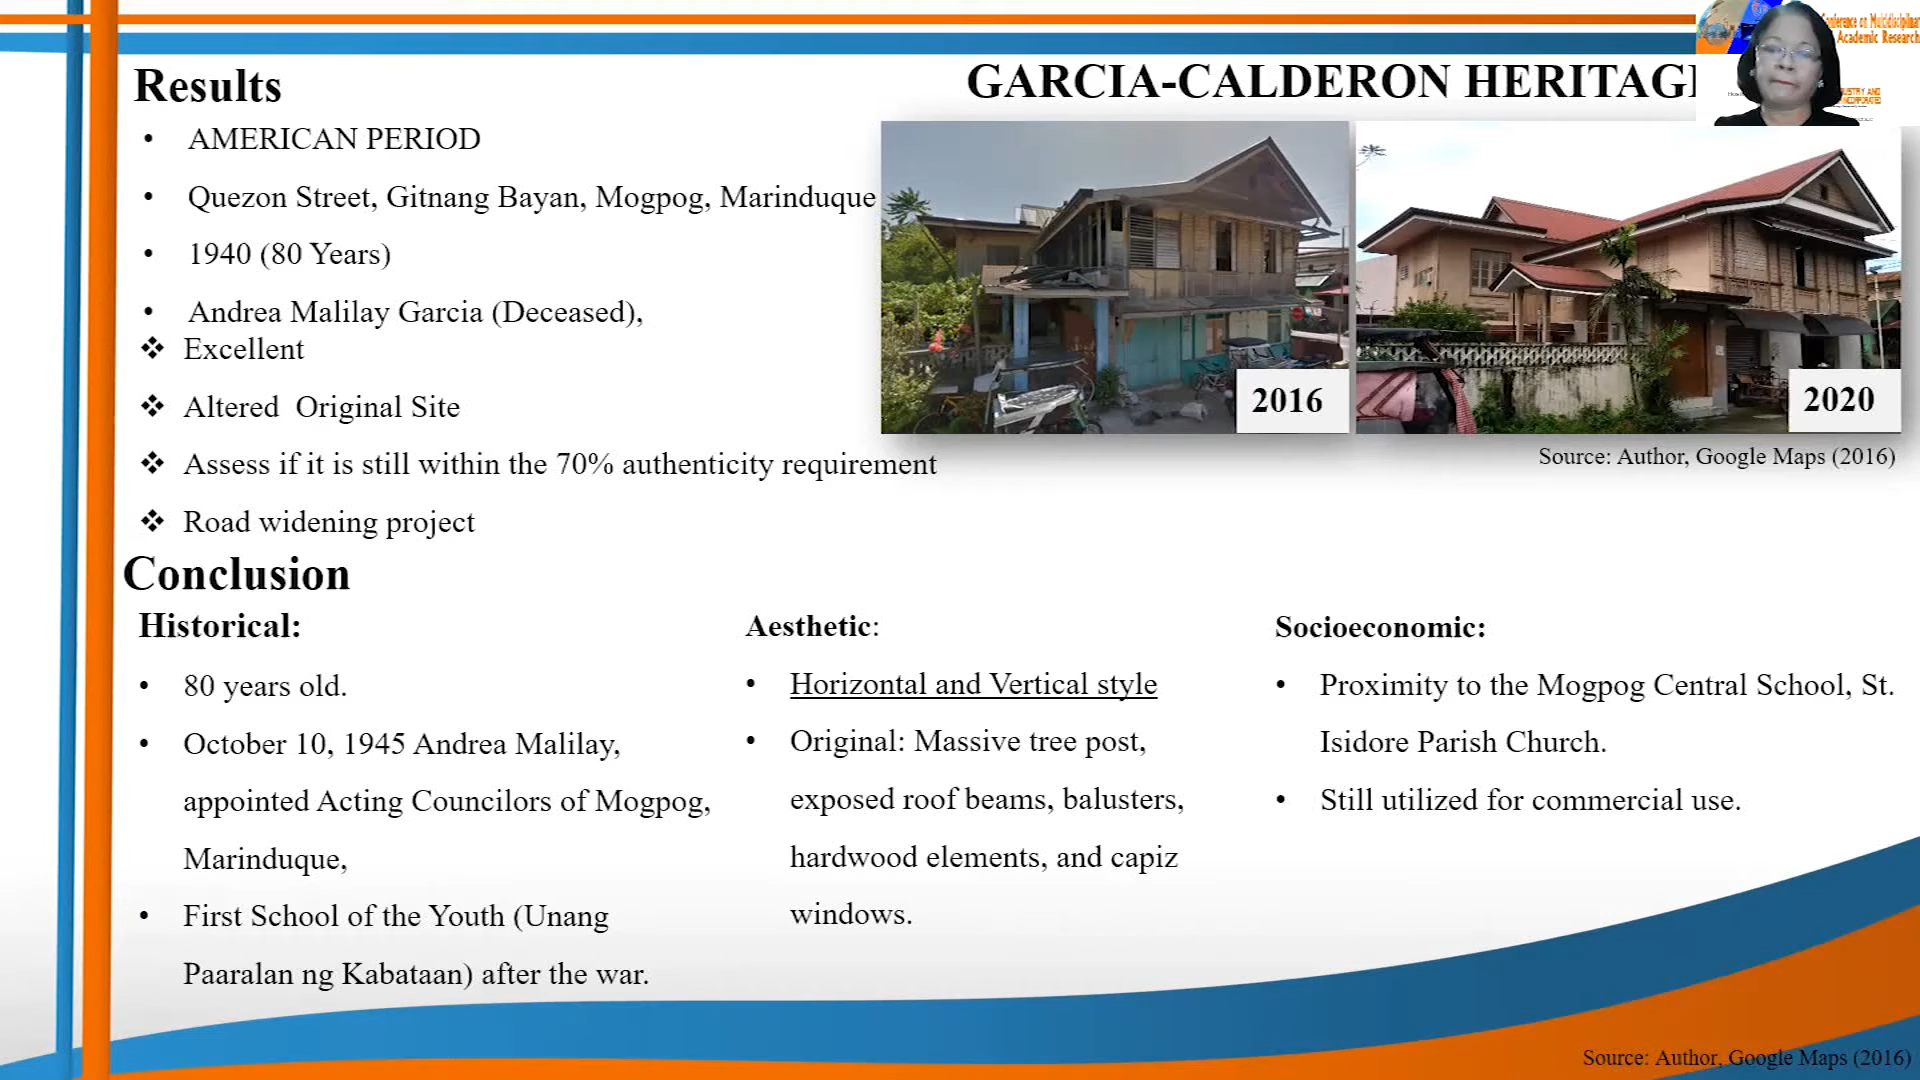 Results
GARCIA-CALDERON HERITAG
Conference on Multidisciplinar
Academic Research
• AMERICAN PERIOD
• Quezon Street, Gitnang Bayan, Mogpog, Marinduque
• 1940 (80 Years)
• Andrea Malilay Garcia (Deceased),
❖ Excellent
❖ Altered Original Site
❖ Assess if it is still within the 70% authenticity requirement
❖ Road widening project
2016
2020
Source: Author, Google Maps (2016)
Conclusion
Historical:
• 80 years old.
• October 10, 1945 Andrea Malilay,
appointed Acting Councilors of Mogpog,
Marinduque,
• First School of the Youth (Unang
Paaralan ng Kabataan) after the war.
Aesthetic:
• Horizontal and Vertical style
• Original: Massive tree post,
exposed roof beams, balusters,
hardwood elements, and capiz
windows.
Socioeconomic:
• Proximity to the Mogpog Central School, St.
Isidore Parish Church.
• Still utilized for commercial use.
Source: Author, Google Maps (2016)